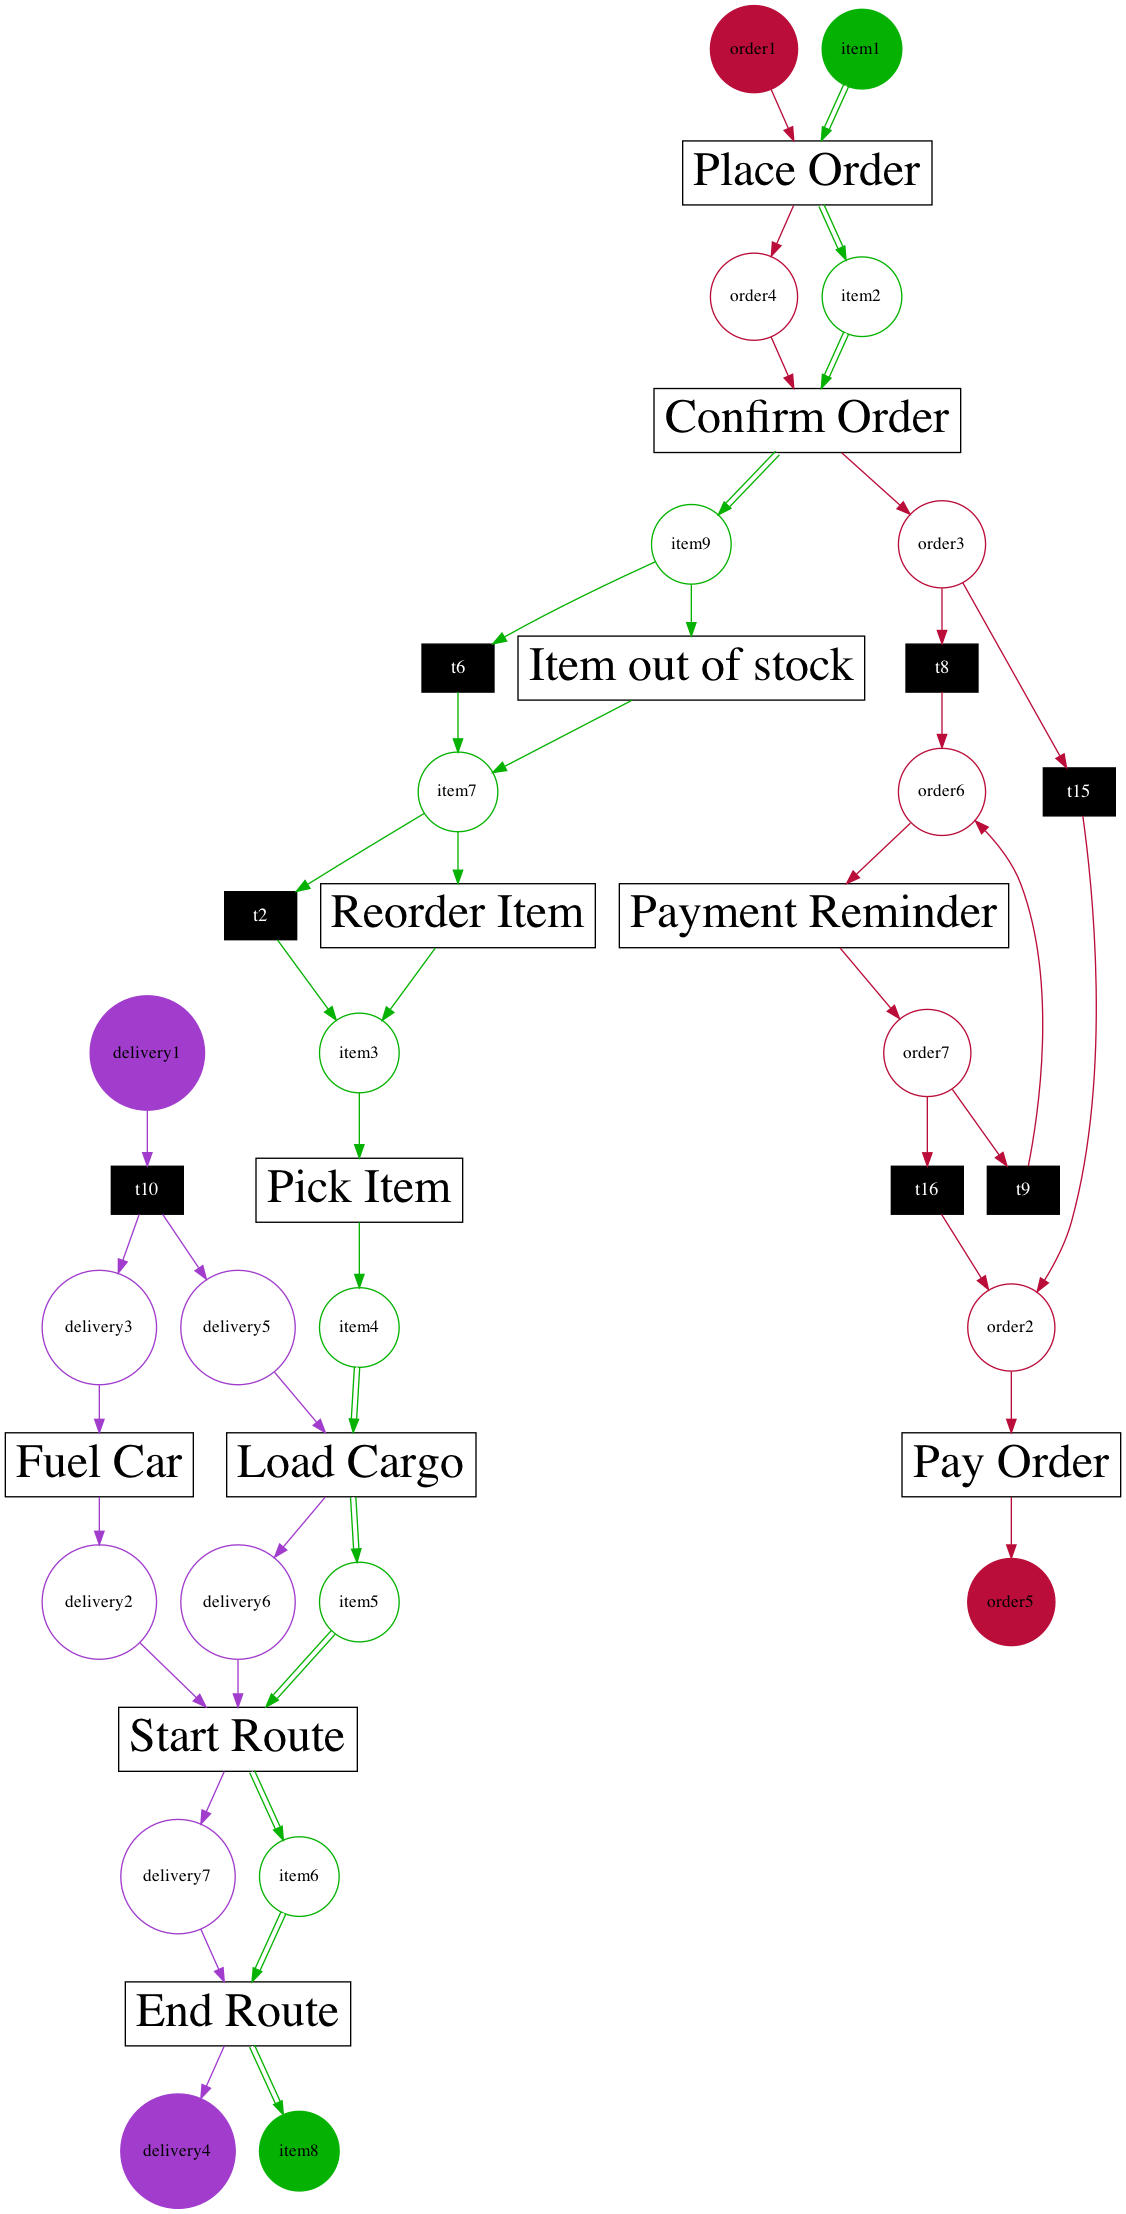 order1
item1
Place Order
order4
item2
Confirm Order
item9
order3
t6
Item out of stock
t8
item7
order6
t15
t2
Reorder Item
Payment Reminder
delivery1
item3
order7
t10
Pick Item
t16
t9
delivery3
delivery5
item4
order2
Fuel Car
Load Cargo
Pay Order
delivery2
delivery6
item5
order5
Start Route
delivery7
item6
End Route
delivery4
item8